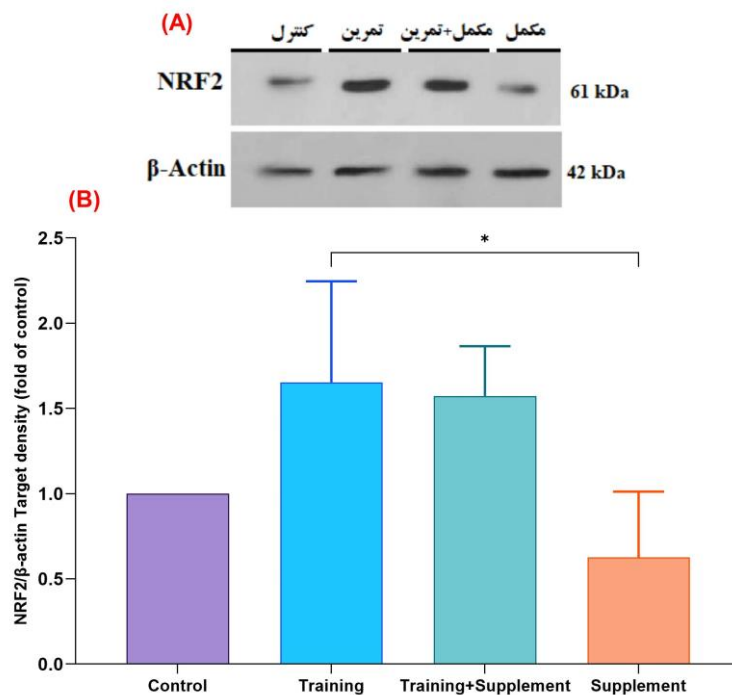 (A)
کنترل تمرین مکمل+تمرین مکمل
NRF2 61 kDa
β-Actin 42 kDa
(B)
NRF2/β-actin Target density (fold of control)
2.5
2.0
1.5
1.0
0.5
0.0
*
Control Training Training+Supplement Supplement